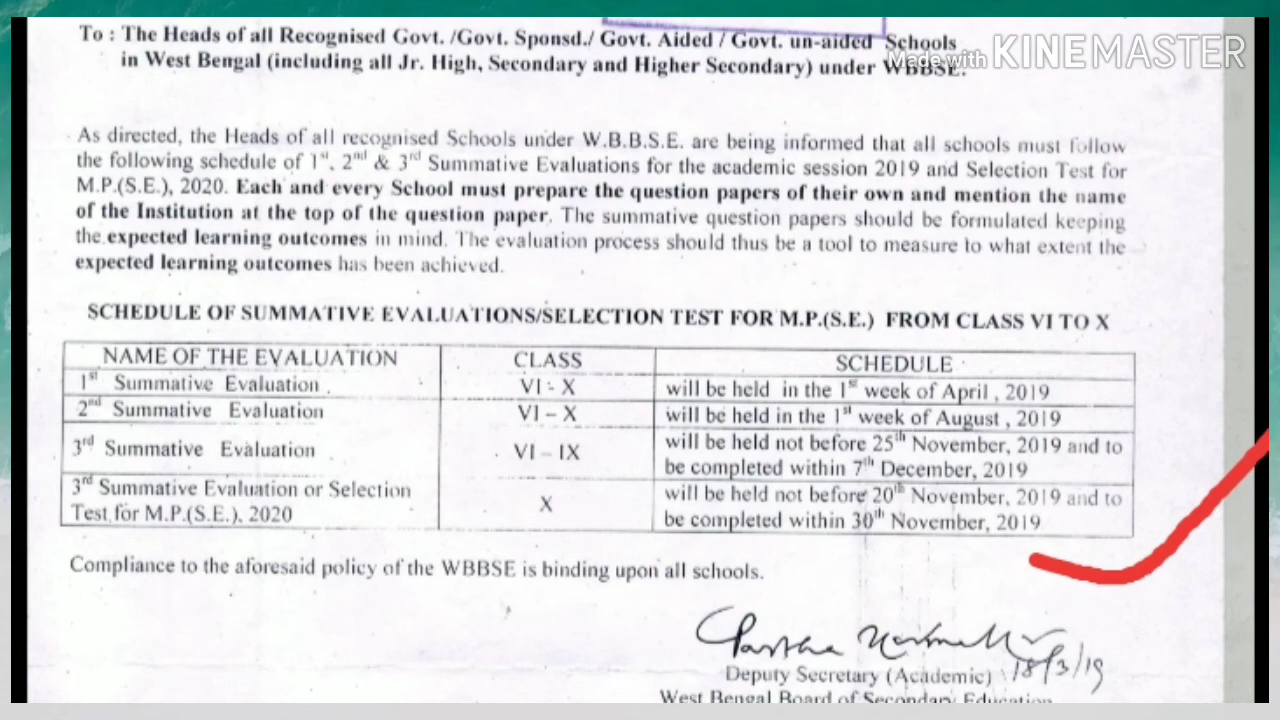 To : The Heads of all Recognised Govt. /Govt. Sponsd./ Govt. Aided / Govt. un-aided Schools
in West Bengal (including all Jr. High, Secondary and Higher Secondary) under WBBSE.
Made with KINEMASTER
As directed, the Heads of all recognised Schools under W.B.B.S.E. are being informed that all schools must follow
the following schedule of 1st, 2nd & 3rd Summative Evaluations for the academic session 2019 and Selection Test for
M.P.(S.E.), 2020. Each and every School must prepare the question papers of their own and mention the name
of the Institution at the top of the question paper. The summative question papers should be formulated keeping
the expected learning outcomes in mind. The evaluation process should thus be a tool to measure to what extent the
expected learning outcomes has been achieved.
SCHEDULE OF SUMMATIVE EVALUATIONS/SELECTION TEST FOR M.P.(S.E.) FROM CLASS VI TO X
NAME OF THE EVALUATION CLASS SCHEDULE
1st Summative Evaluation VI - X will be held in the 1st week of April , 2019
2nd Summative Evaluation VI – X will be held in the 1st week of August , 2019
3rd Summative Evaluation VI – IX will be held not before 25th November, 2019 and to
be completed within 7th December, 2019
3rd Summative Evaluation or Selection
Test for M.P.(S.E.), 2020 X will be held not before 20th November, 2019 and to
be completed within 30th November, 2019
Compliance to the aforesaid policy of the WBBSE is binding upon all schools.
18/3/19
Deputy Secretary (Academic)
West Bengal Board of Secondary Education